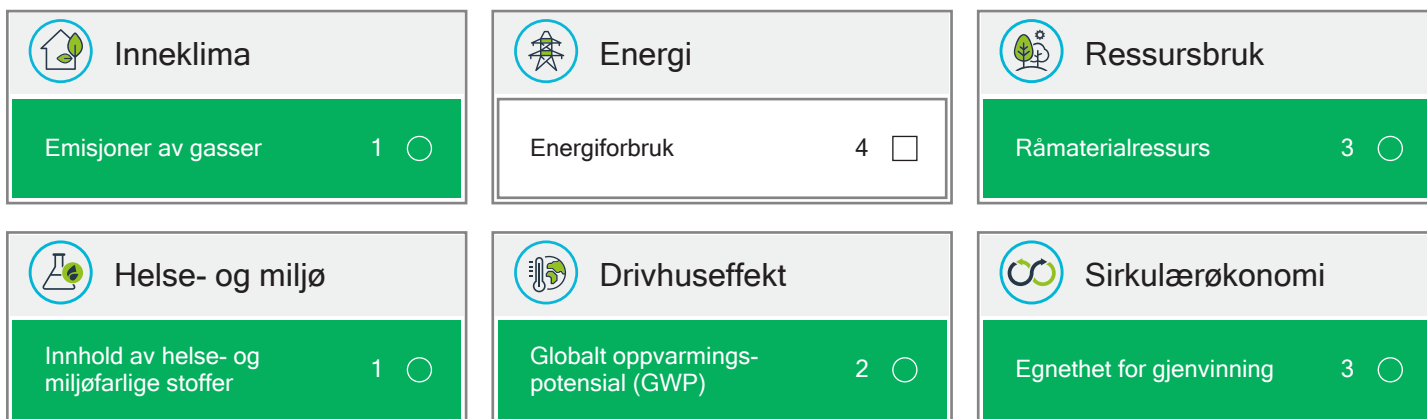 Inneklima
Emisjoner av gasser 1
Energi
Energiforbruk 4
Ressursbruk
Råmaterialressurs 3
Helse- og miljø
Innhold av helse- og
miljøfarlige stoffer 1
Drivhuseffekt
Globalt oppvarmings-
potensial (GWP) 2
Sirkulærøkonomi
Egnethet for gjenvinning 3